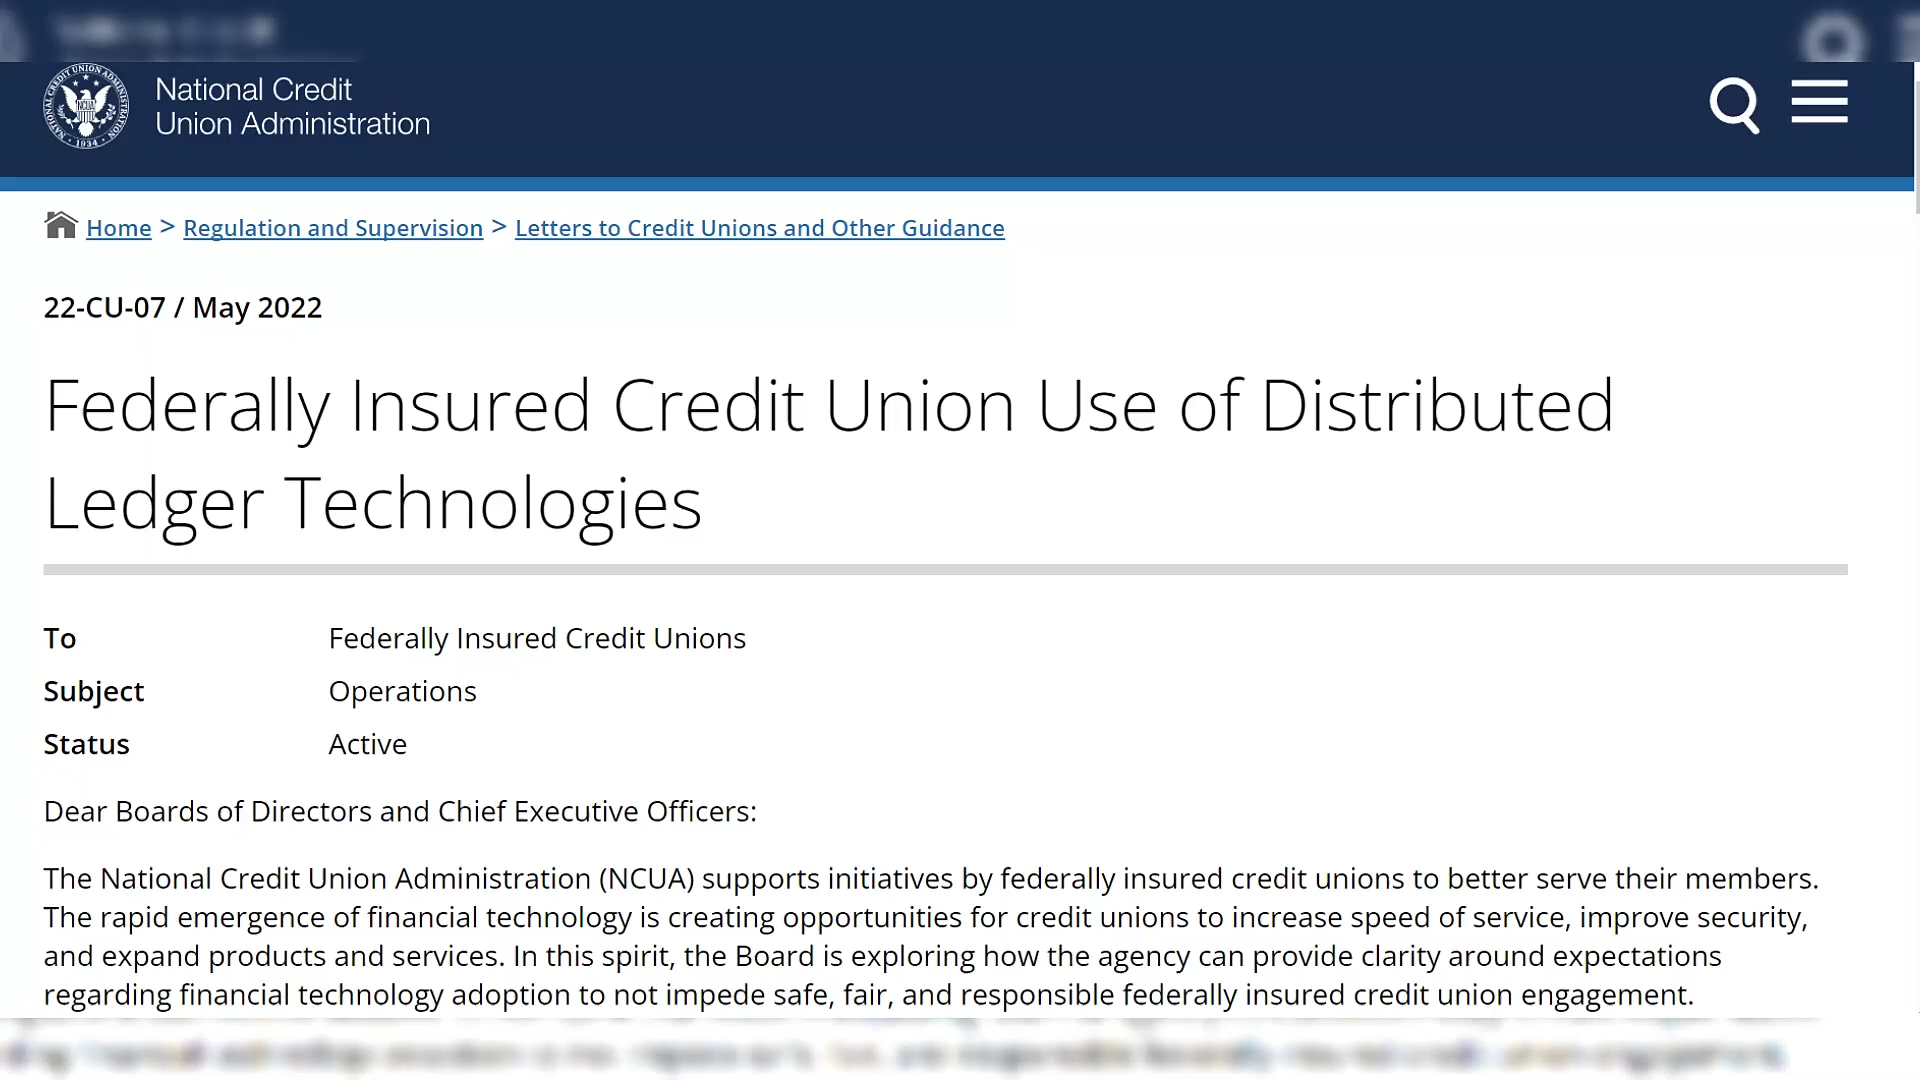 National Credit
Union Administration
NATIONAL CREDIT UNION ADMINISTRATION
NCUA
1934
Home > Regulation and Supervision > Letters to Credit Unions and Other Guidance
22-CU-07 / May 2022
Federally Insured Credit Union Use of Distributed
Ledger Technologies
To Federally Insured Credit Unions
Subject Operations
Status Active
Dear Boards of Directors and Chief Executive Officers:
The National Credit Union Administration (NCUA) supports initiatives by federally insured credit unions to better serve their members.
The rapid emergence of financial technology is creating opportunities for credit unions to increase speed of service, improve security,
and expand products and services. In this spirit, the Board is exploring how the agency can provide clarity around expectations
regarding financial technology adoption to not impede safe, fair, and responsible federally insured credit union engagement.